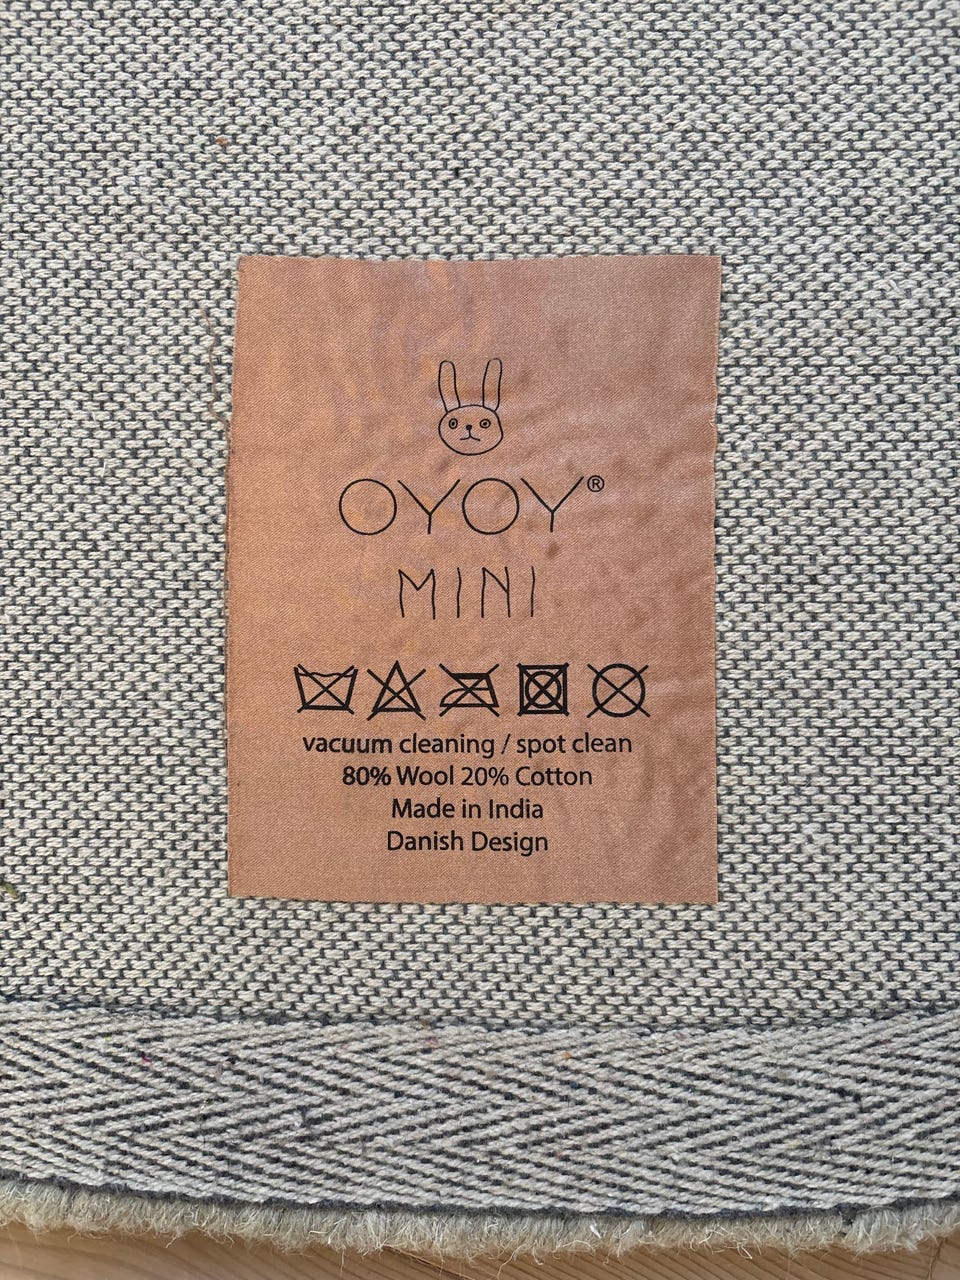 OYOY®
MINI
vacuum cleaning / spot clean
80% Wool 20% Cotton
Made in India
Danish Design